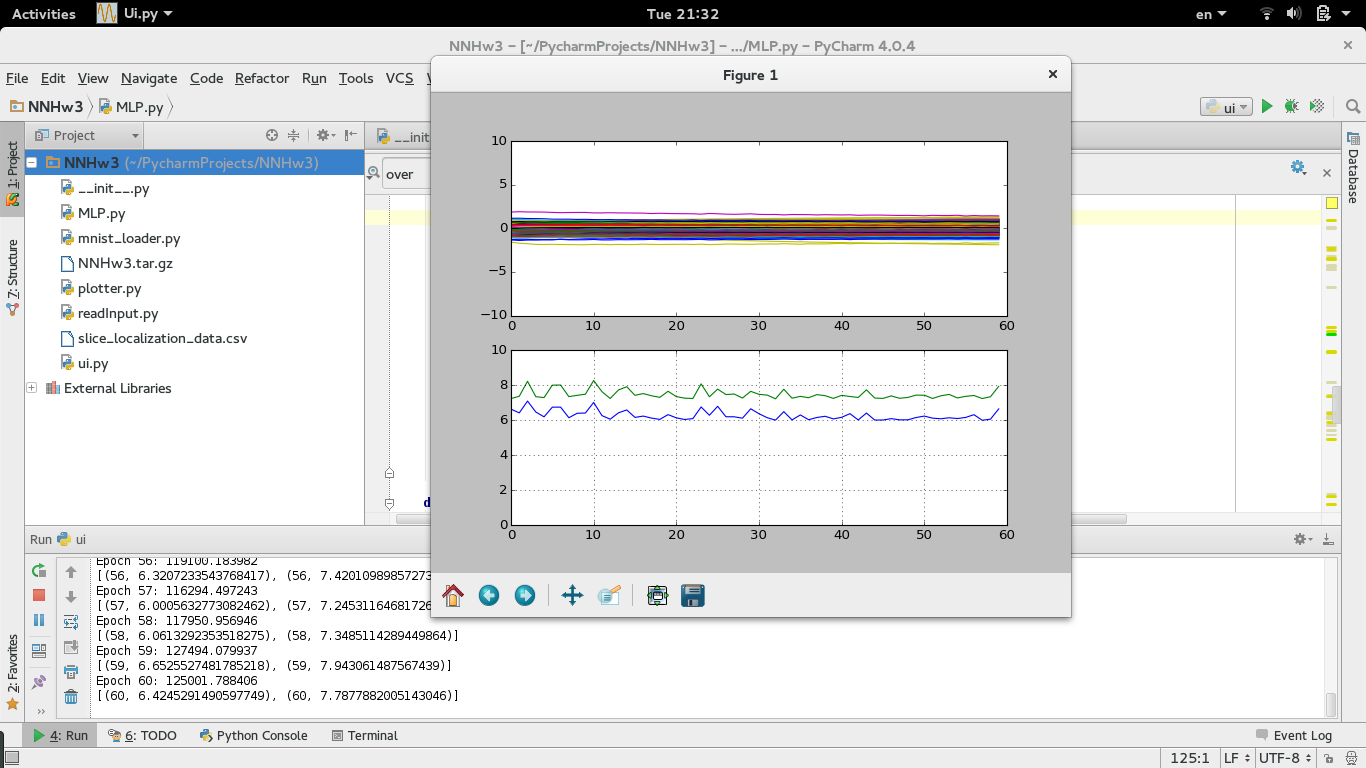 Activities Ui.py Tue 21:32 en
NNHw3 – [~/PycharmProjects/NNHw3] – .../MLP.py – PyCharm 4.0.4
File Edit View Navigate Code Refactor Run Tools VCS
NNHw3 MLP.py ui
Figure 1
1: Project
7: Structure
2: Favorites
Database
Project
NNHw3 (~/PycharmProjects/NNHw3)
__init__.py
MLP.py
mnist_loader.py
NNHw3.tar.gz
plotter.py
readInput.py
slice_localization_data.csv
ui.py
External Libraries
__init
over
d
10
5
0
−5
−10
0 10 20 30 40 50 60
10
8
6
4
2
0
0 10 20 30 40 50 60
Run ui
Epoch 56: 119100.183982
[(56, 6.3207233543768417), (56, 7.42010989857273
Epoch 57: 116294.497243
[(57, 6.0005632773082462), (57, 7.24531164681726
Epoch 58: 117950.956946
[(58, 6.0613292353518275), (58, 7.3485114289449864)]
Epoch 59: 127494.079937
[(59, 6.6525527481785218), (59, 7.943061487567439)]
Epoch 60: 125001.788406
[(60, 6.4245291490597749), (60, 7.7877882005143046)]
4: Run 6: TODO Python Console Terminal Event Log
125:1 LF UTF-8